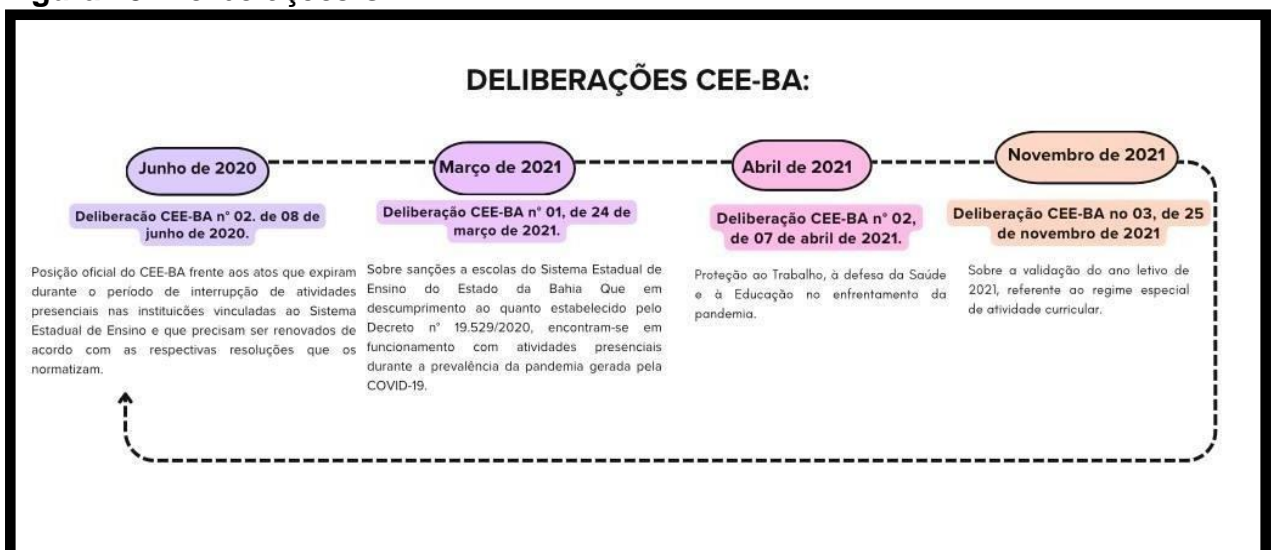 DELIBERAÇÕES CEE-BA:
Junho de 2020
Deliberacão CEE-BA n° 02. de 08 de
junho de 2020.
Posição oficial do CEE-BA frente aos atos que expiram
durante o período de interrupção de atividades
presenciais nas instituicões vinculadas ao Sistema
Estadual de Ensino e que precisam ser renovados de
acordo com as respectivas resoluções que os
normatizam.
Março de 2021
Deliberação CEE-BA n° 01, de 24 de
março de 2021.
Sobre sanções a escolas do Sistema Estadual de
Ensino do Estado da Bahia Que em
descumprimento ao quanto estabelecido pelo
Decreto n° 19.529/2020, encontram-se em
funcionamento com atividades presenciais
durante a prevalência da pandemia gerada pela
COVID-19.
Abril de 2021
Deliberação CEE-BA n° 02,
de 07 de abril de 2021.
Proteção ao Trabalho, à defesa da Saúde
e à Educação no enfrentamento da
pandemia.
Novembro de 2021
Deliberação CEE-BA no 03, de 25
de novembro de 2021
Sobre a validação do ano letivo de
2021, referente ao regime especial
de atividade curricular.